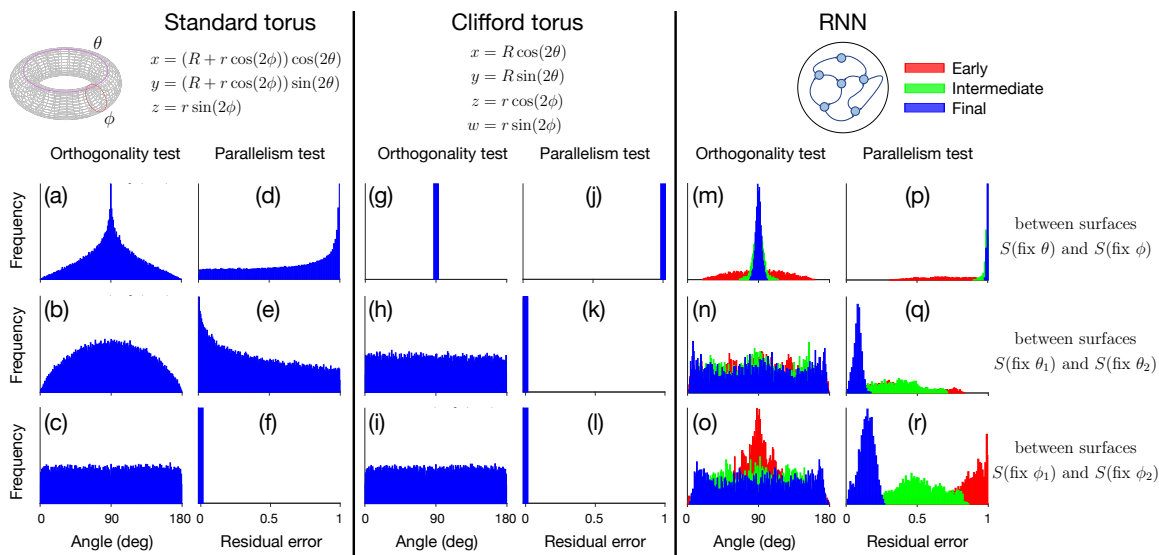 Standard torus
Clifford torus
RNN
θ
ϕ
x = (R + r cos(2ϕ)) cos(2θ)
y = (R + r cos(2ϕ)) sin(2θ)
z = r sin(2ϕ)
x = R cos(2θ)
y = R sin(2θ)
z = r cos(2ϕ)
w = r sin(2ϕ)
Early
Intermediate
Final
Orthogonality test
Parallelism test
Orthogonality test
Parallelism test
Orthogonality test
Parallelism test
Frequency
(a)
(d)
(g)
(j)
(m)
(p)
between surfaces
S(fix θ) and S(fix ϕ)
Frequency
(b)
(e)
(h)
(k)
(n)
(q)
between surfaces
S(fix θ₁) and S(fix θ₂)
Frequency
(c)
(f)
(i)
(l)
(o)
(r)
between surfaces
S(fix ϕ₁) and S(fix ϕ₂)
0 90 180
0 0.5 1
0 90 180
0 0.5 1
0 90 180
0 0.5 1
Angle (deg)
Residual error
Angle (deg)
Residual error
Angle (deg)
Residual error